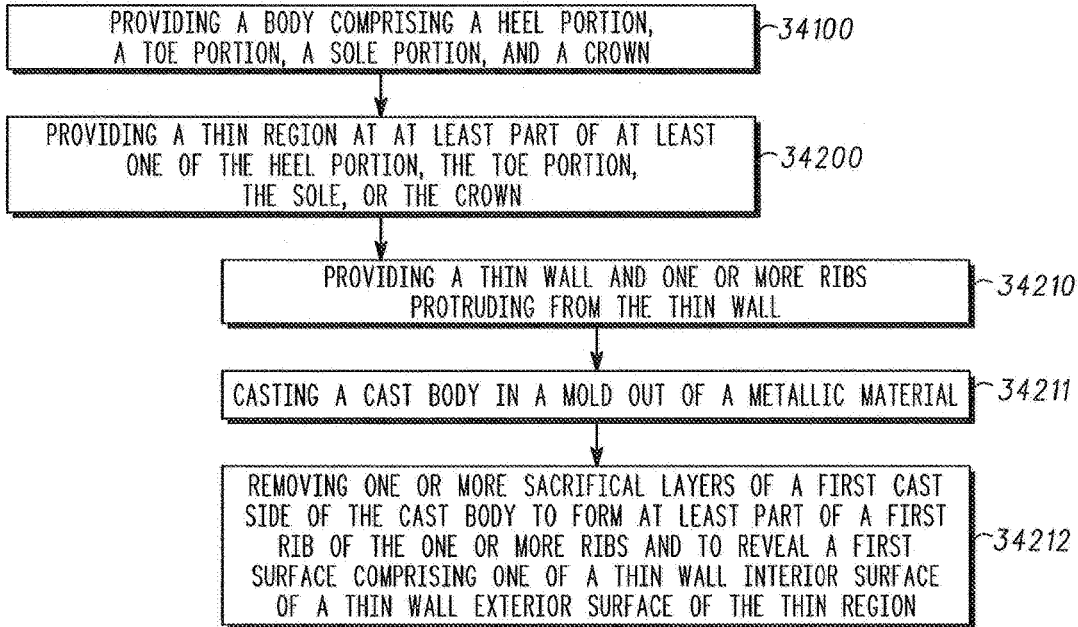 PROVIDING A BODY COMPRISING A HEEL PORTION,
A TOE PORTION, A SOLE PORTION, AND A CROWN
34100
PROVIDING A THIN REGION AT AT LEAST PART OF AT LEAST
ONE OF THE HEEL PORTION, THE TOE PORTION,
THE SOLE, OR THE CROWN
34200
PROVIDING A THIN WALL AND ONE OR MORE RIBS
PROTRUDING FROM THE THIN WALL
34210
CASTING A CAST BODY IN A MOLD OUT OF A METALLIC MATERIAL
34211
REMOVING ONE OR MORE SACRIFICAL LAYERS OF A FIRST CAST
SIDE OF THE CAST BODY TO FORM AT LEAST PART OF A FIRST
RIB OF THE ONE OR MORE RIBS AND TO REVEAL A FIRST
SURFACE COMPRISING ONE OF A THIN WALL INTERIOR SURFACE
OF A THIN WALL EXTERIOR SURFACE OF THE THIN REGION
34212